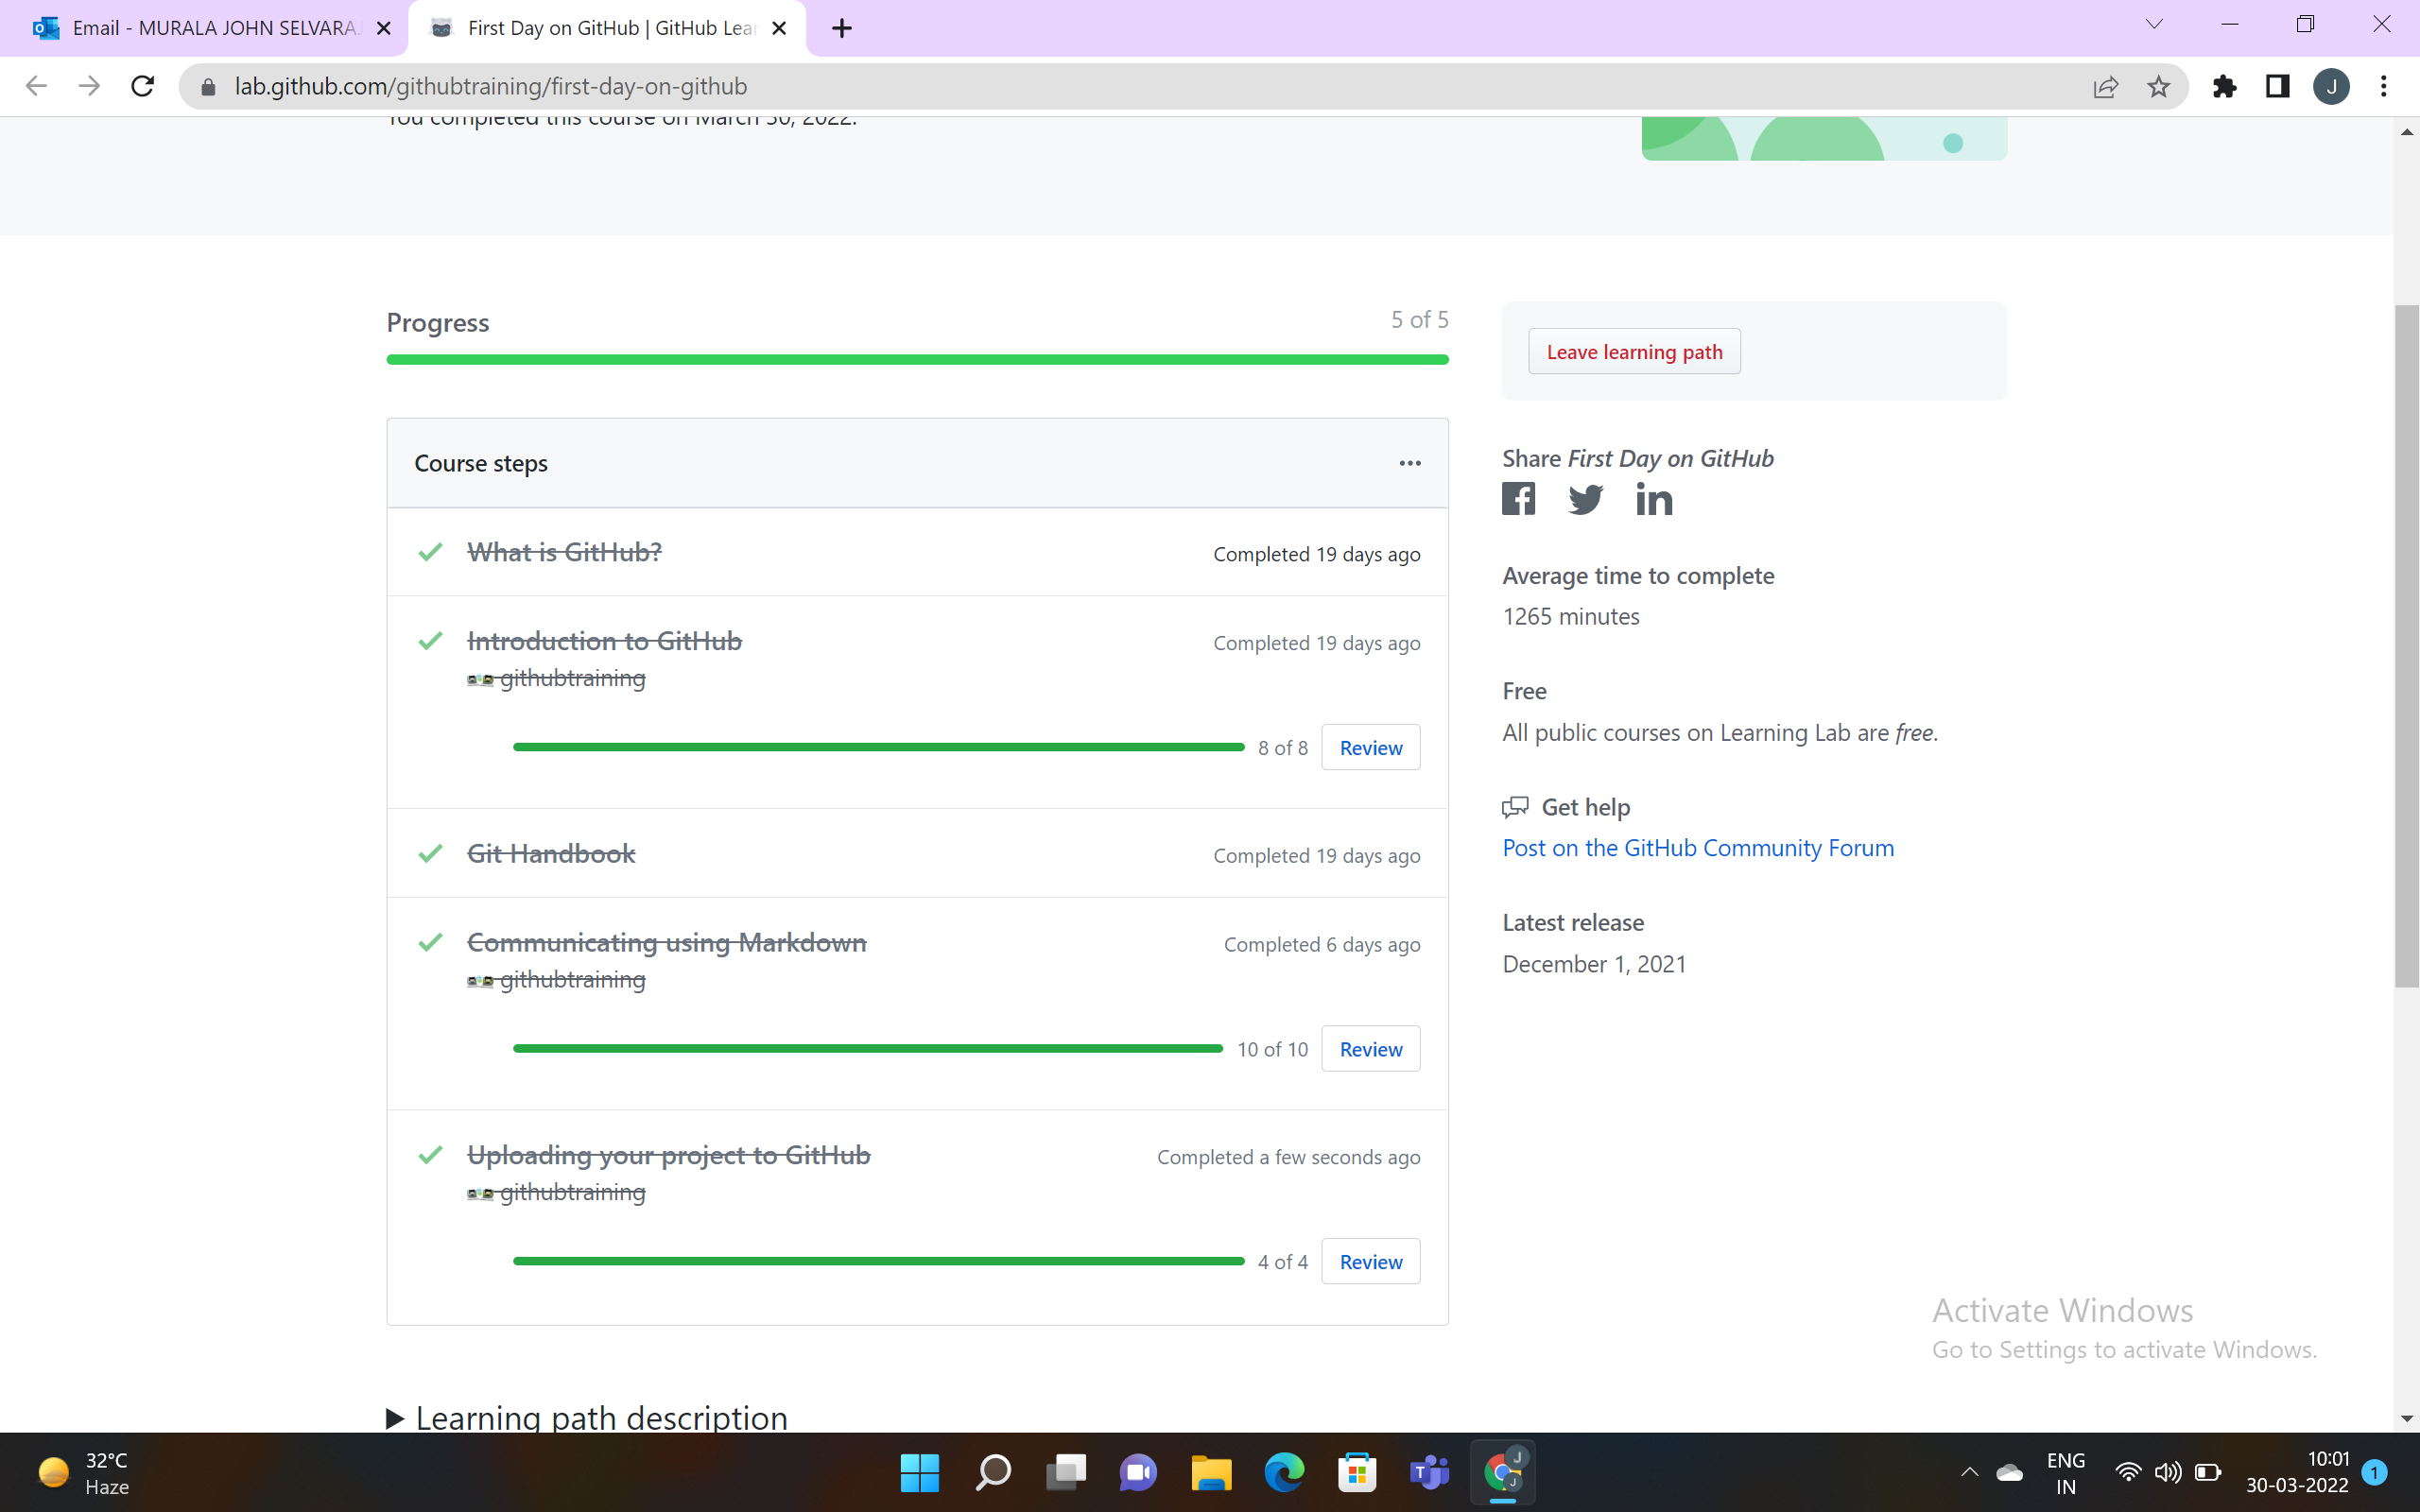 Email - MURALA JOHN SELVARAJ
First Day on GitHub | GitHub Lear
lab.github.com/githubtraining/first-day-on-github
J
You completed this course on March 30, 2022.
Progress
5 of 5
Leave learning path
Course steps
Share First Day on GitHub
What is GitHub?
Completed 19 days ago
Average time to complete
1265 minutes
Introduction to GitHub
Completed 19 days ago
githubtraining
8 of 8
Review
Free
All public courses on Learning Lab are free.
Git Handbook
Completed 19 days ago
Get help
Post on the GitHub Community Forum
Communicating using Markdown
Completed 6 days ago
githubtraining
10 of 10
Review
Latest release
December 1, 2021
Uploading your project to GitHub
Completed a few seconds ago
githubtraining
4 of 4
Review
Activate Windows
Go to Settings to activate Windows.
Learning path description
32°C
Haze
ENG
IN
10:01
30-03-2022
1